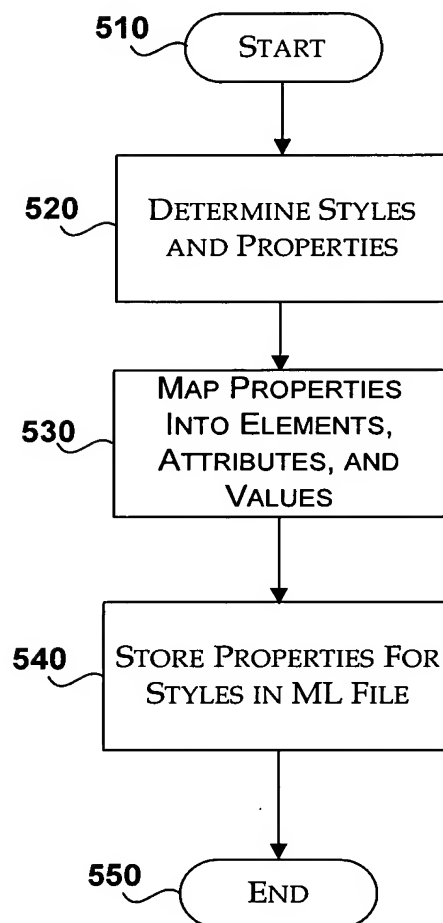 510
START
520
DETERMINE STYLES
AND PROPERTIES
530
MAP PROPERTIES
INTO ELEMENTS,
ATTRIBUTES, AND
VALUES
540
STORE PROPERTIES FOR
STYLES IN ML FILE
550
END